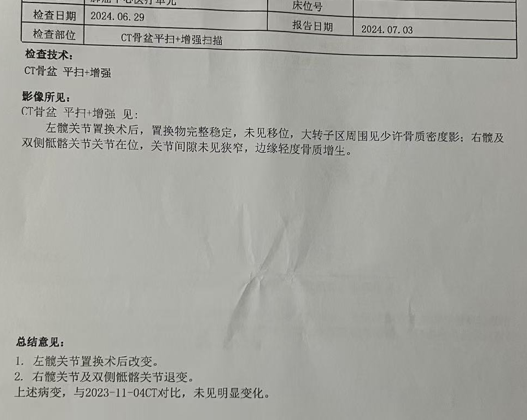 床位号
检查日期 2024.06.29 报告日期 2024.07.03
检查部位 CT骨盆平扫+增强扫描
检查技术:
CT骨盆 平扫+增强
影像所见:
CT骨盆 平扫+增强 见:
左髋关节置换术后，置换物完整稳定，未见移位，大转子区周围见少许骨质密度影；右髋及
双侧骶髂关节关节在位，关节间隙未见狭窄，边缘轻度骨质增生。
总结意见:
1. 左髋关节置换术后改变。
2. 右髋关节及双侧骶髂关节退变。
上述病变，与2023-11-04CT对比，未见明显变化。